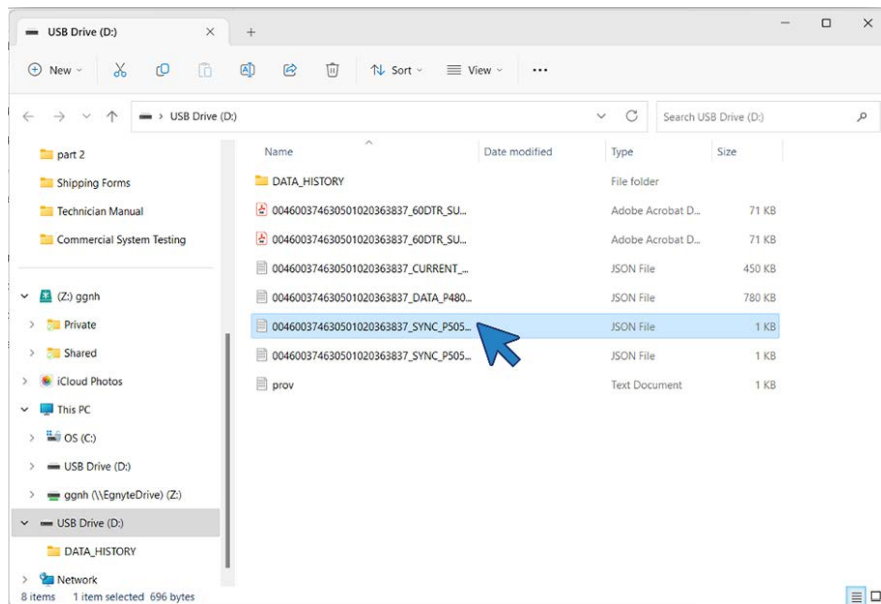 USB Drive (D:)
New
Sort
View
USB Drive (D:)
Search USB Drive (D:)
part 2
Shipping Forms
Technician Manual
Commercial System Testing
(Z:) ggnh
Private
Shared
iCloud Photos
This PC
OS (C:)
USB Drive (D:)
ggnh (\\EgnyteDrive) (Z:)
USB Drive (D:)
DATA_HISTORY
Network
Name Date modified Type Size
DATA_HISTORY File folder
004600374630501020363837_60DTR_SU... Adobe Acrobat D... 71 KB
004600374630501020363837_60DTR_SU... Adobe Acrobat D... 71 KB
004600374630501020363837_CURRENT_... JSON File 450 KB
004600374630501020363837_DATA_P480... JSON File 780 KB
004600374630501020363837_SYNC_P505... JSON File 1 KB
004600374630501020363837_SYNC_P505... JSON File 1 KB
prov Text Document 1 KB
8 items 1 item selected 696 bytes